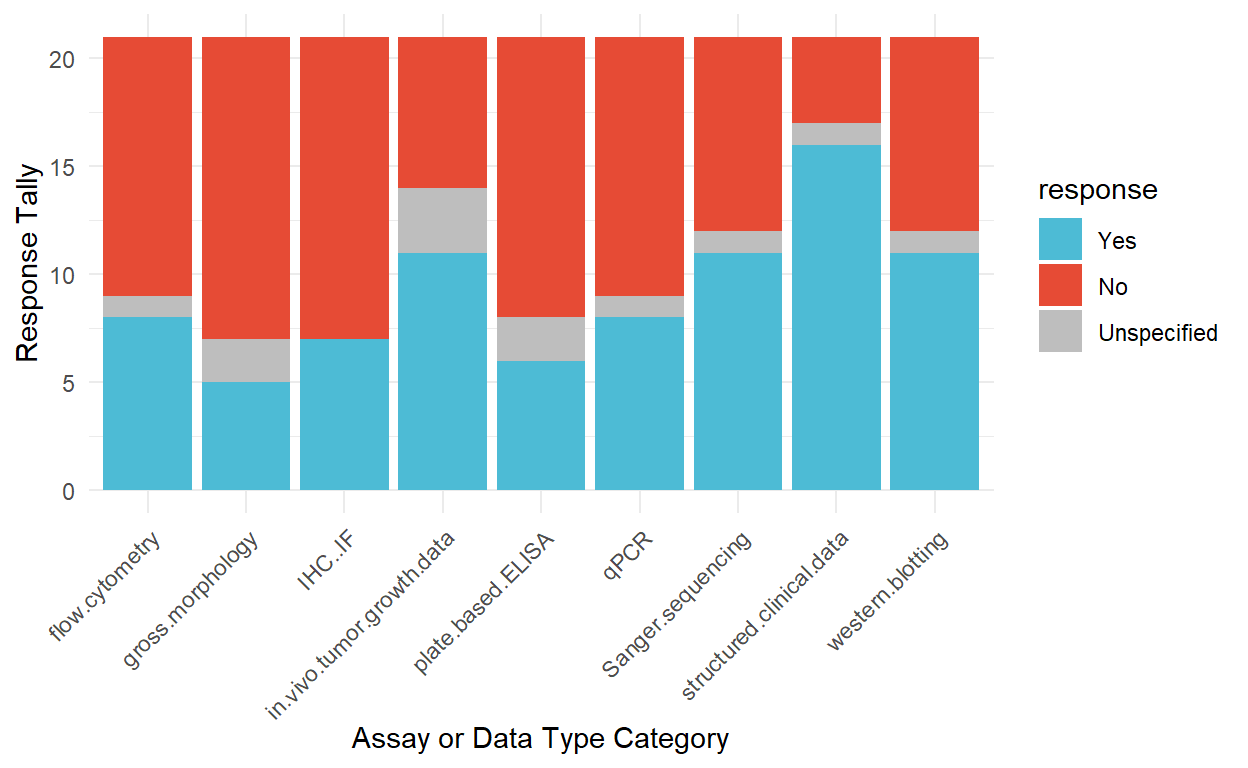 Response Tally
20
15
10
5
0
flow.cytometry
gross.morphology
IHC..IF
in.vivo.tumor.growth.data
plate.based.ELISA
qPCR
Sanger.sequencing
structured.clinical.data
western.blotting
Assay or Data Type Category
response
Yes
No
Unspecified